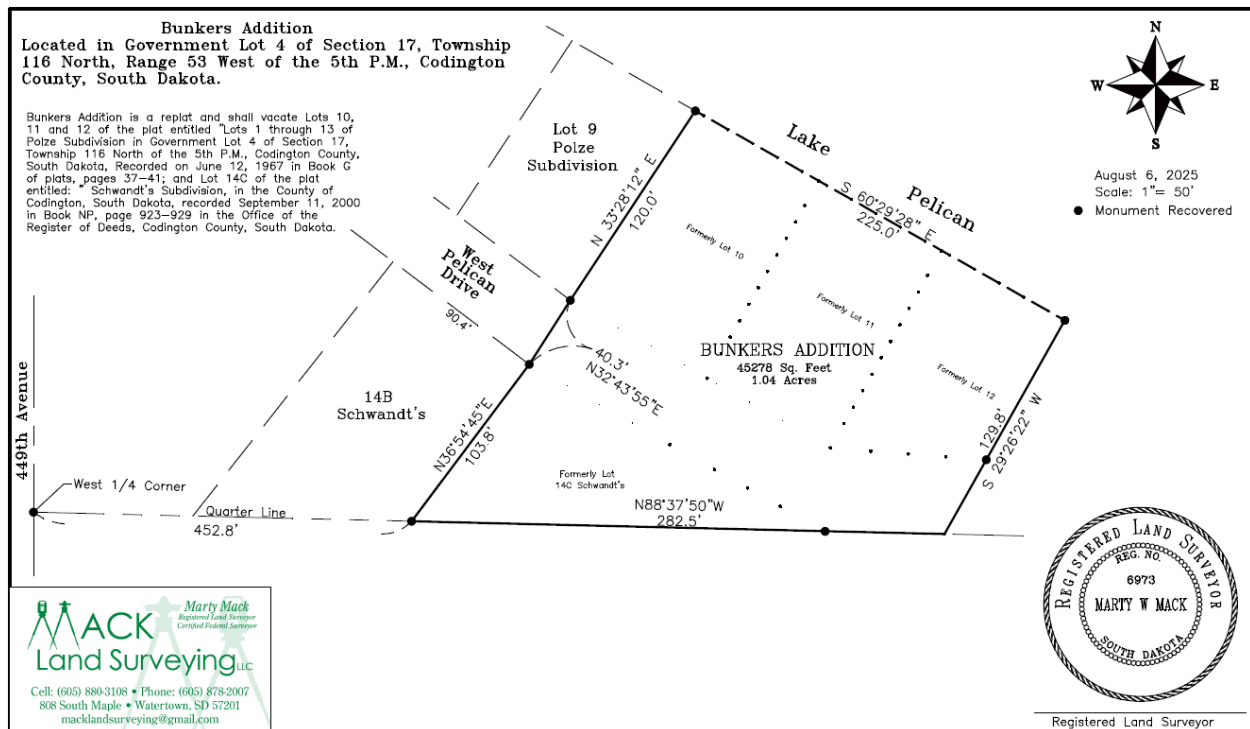 Bunkers Addition
Located in Government Lot 4 of Section 17, Township
116 North, Range 53 West of the 5th P.M., Codington
County, South Dakota.
Bunkers Addition is a replat and shall vacate Lots 10,
11 and 12 of the plat entitled "Lots 1 through 13 of
Polze Subdivision in Government Lot 4 of Section 17,
Township 116 North of the 5th P.M., Codington County,
South Dakota, Recorded on June 12, 1967 in Book G
of plats, pages 37-41; and Lot 14C of the plat
entitled: " Schwandt's Subdivision, in the County of
Codington, South Dakota, recorded September 11, 2000
in Book NP, page 923-929 in the Office of the
Register of Deeds, Codington County, South Dakota.
N
W
E
S
August 6, 2025
Scale: 1"= 50'
Monument Recovered
Lot 9
Polze
Subdivision
Lake
Pelican
S 60°29'28" E
225.0'
N 33°28'12" E
120.0'
Formerly Lot 10
Formerly Lot 11
Formerly Lot 12
West
Pelican
Drive
90.4'
40.3'
N32°43'55"E
BUNKERS ADDITION
45278 Sq. Feet
1.04 Acres
14B
Schwandt's
N36°54'45"E
103.8'
129.8'
S 29°26'22" W
449th Avenue
West 1/4 Corner
Quarter Line
452.8'
Formerly Lot
14C Schwandt's
N88°37'50"W
282.5'
MACK
Land Surveying LLC
Marty Mack
Registered Land Surveyor
Certified Federal Surveyor
Cell: (605) 880-3108 • Phone: (605) 878-2007
808 South Maple • Watertown, SD 57201
macklandsurveying@gmail.com
REGISTERED LAND SURVEYOR
REG. NO.
6973
MARTY W MACK
SOUTH DAKOTA
Registered Land Surveyor